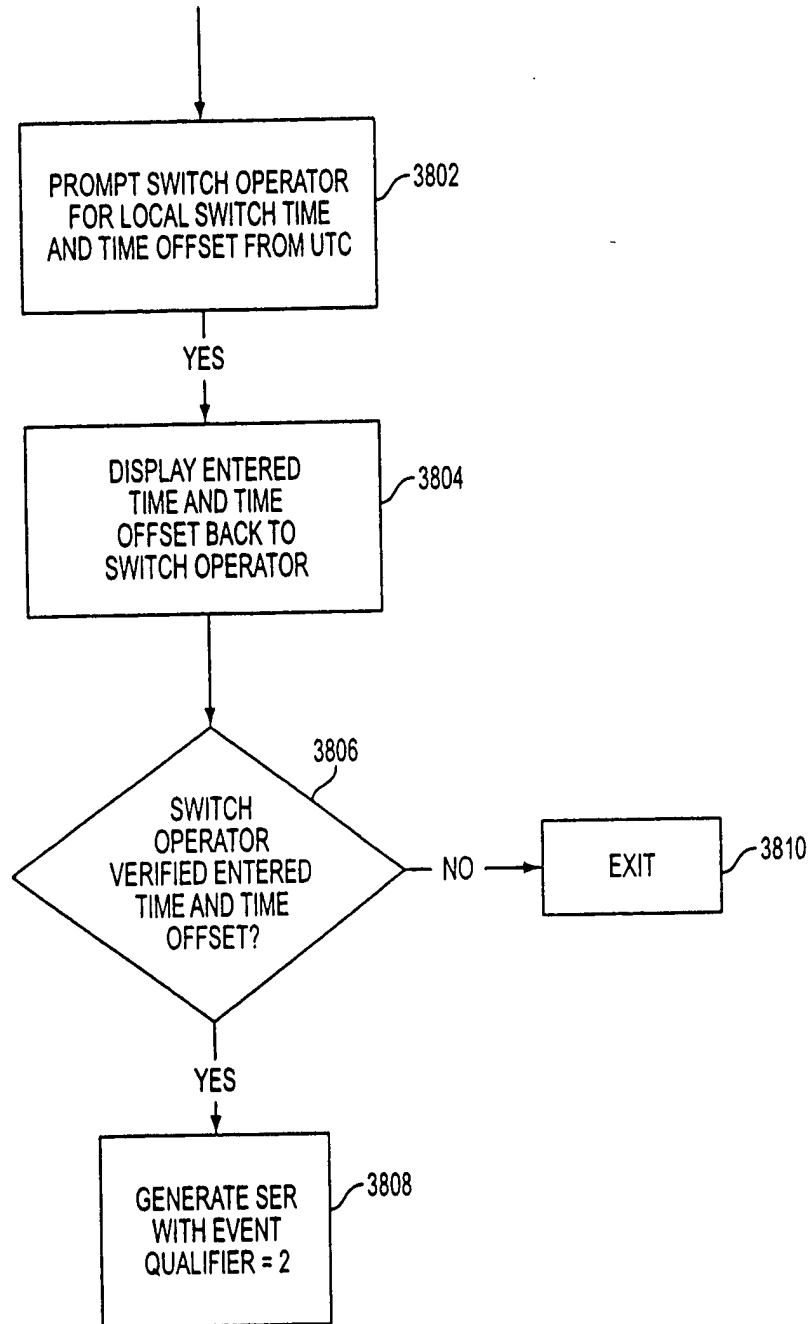 PROMPT SWITCH OPERATOR
FOR LOCAL SWITCH TIME
AND TIME OFFSET FROM UTC
3802
YES
DISPLAY ENTERED
TIME AND TIME
OFFSET BACK TO
SWITCH OPERATOR
3804
3806
SWITCH
OPERATOR
VERIFIED ENTERED
TIME AND TIME
OFFSET?
NO
EXIT
3810
YES
GENERATE SER
WITH EVENT
QUALIFIER = 2
3808